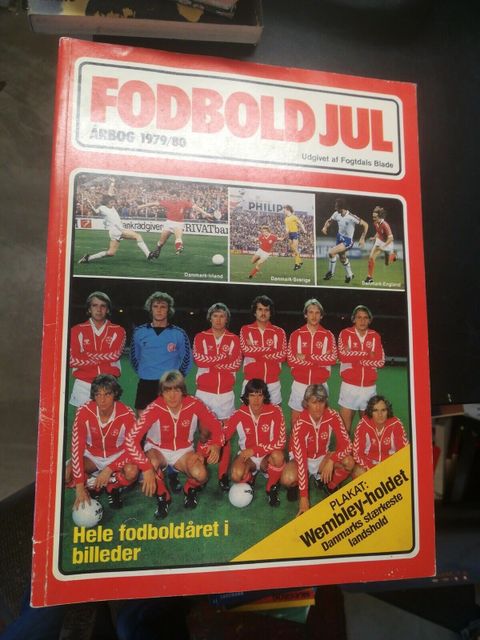 FODBOLD JUL
ÅRBOG 1979/80
Udgivet af Fogtdals Blade
PHILIPS
PRIVATban
Danmark-Irland
Danmark-Sverige
Danmark-England
Hele fodboldåret i
billeder
PLAKAT:
Wembley-holdet
Danmarks stærkeste
landshold